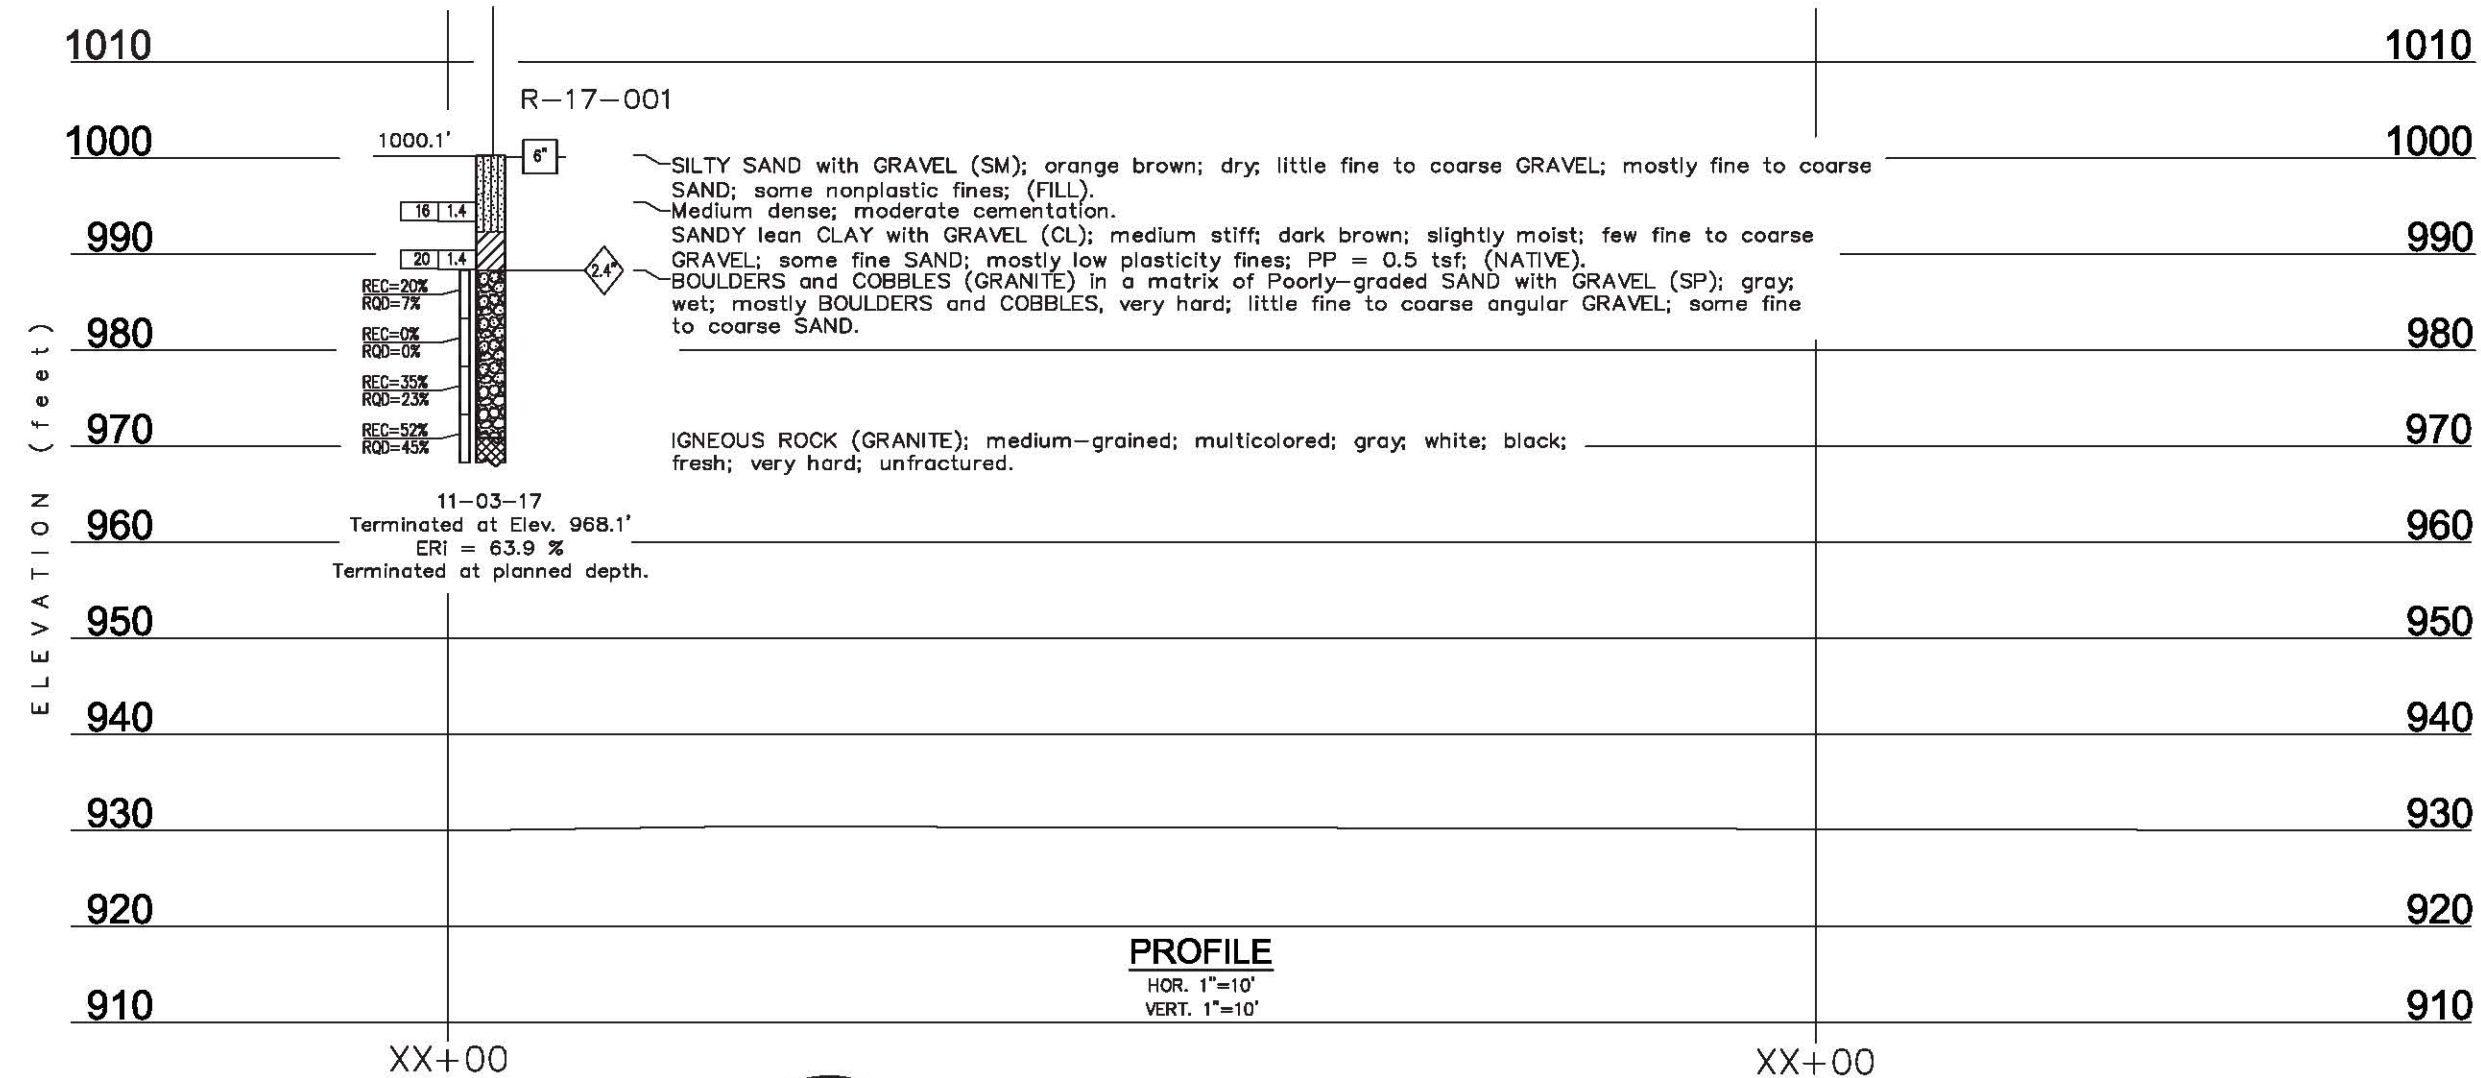 1010 1010
R-17-001
1000 1000.1' 6" 1000
SILTY SAND with GRAVEL (SM); orange brown; dry; little fine to coarse GRAVEL; mostly fine to coarse
SAND; some nonplastic fines; (FILL).
16 1.4 Medium dense; moderate cementation.
990 990
SANDY lean CLAY with GRAVEL (CL); medium stiff; dark brown; slightly moist; few fine to coarse
GRAVEL; some fine SAND; mostly low plasticity fines; PP = 0.5 tsf; (NATIVE).
20 1.4 2.4"
BOULDERS and COBBLES (GRANITE) in a matrix of Poorly-graded SAND with GRAVEL (SP); gray;
wet; mostly BOULDERS and COBBLES, very hard; little fine to coarse angular GRAVEL; some fine
to coarse SAND.
REC=20%
RQD=7%
980 980
REC=0%
RQD=0%
REC=35%
RQD=23%
970 970
REC=52%
RQD=45%
IGNEOUS ROCK (GRANITE); medium-grained; multicolored; gray; white; black;
fresh; very hard; unfractured.
11-03-17
Terminated at Elev. 968.1'
960 960
ERi = 63.9 %
Terminated at planned depth.
950 950
940 940
930 930
920 920
910 910
ELEVATION (feet)
PROFILE
HOR. 1"=10'
VERT. 1"=10'
XX+00 XX+00